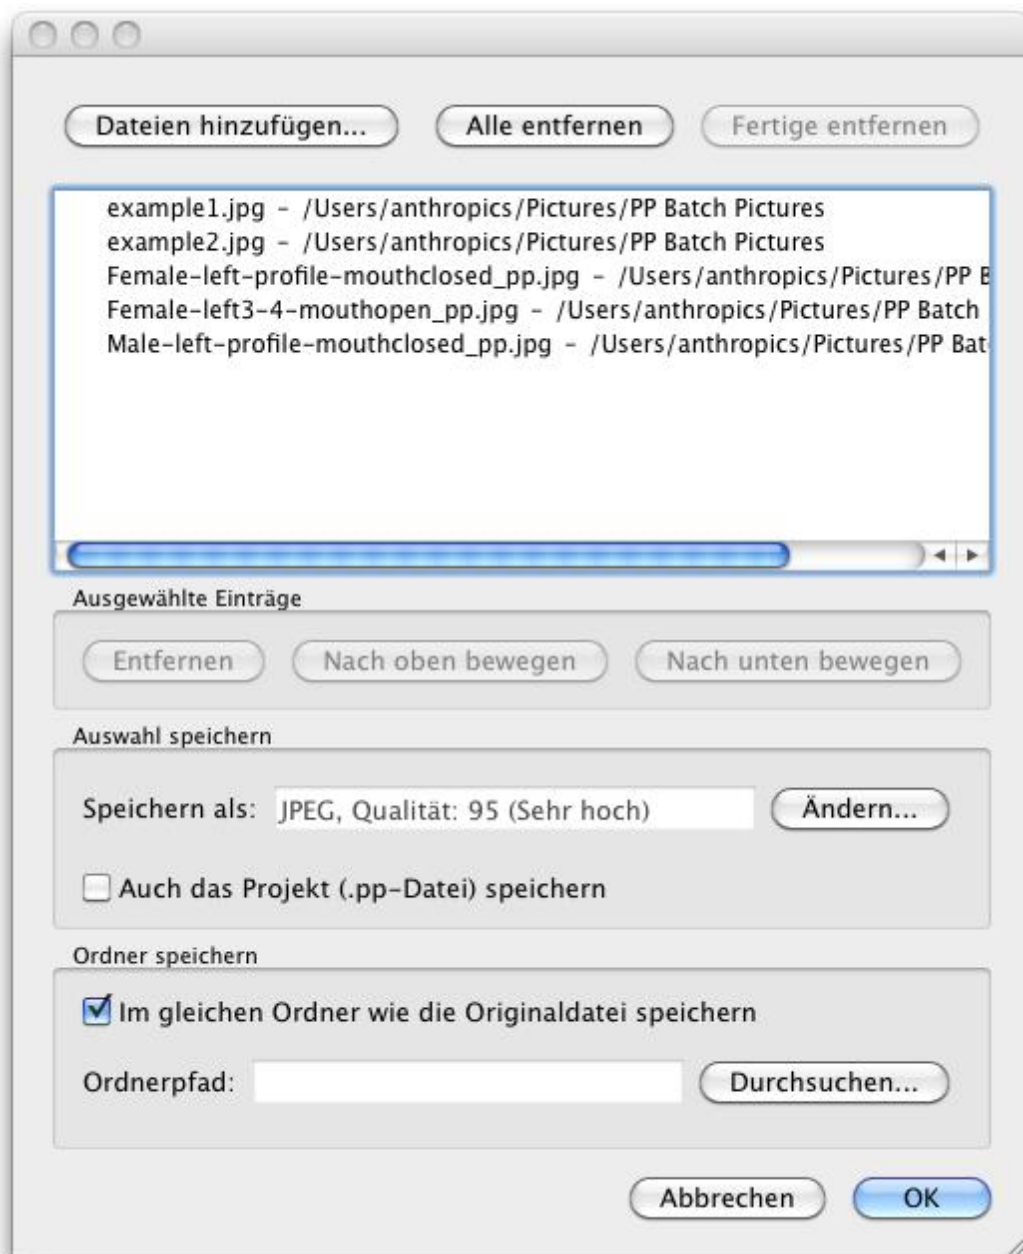 Dateien hinzufügen... Alle entfernen Fertige entfernen
example1.jpg – /Users/anthropics/Pictures/PP Batch Pictures
example2.jpg – /Users/anthropics/Pictures/PP Batch Pictures
Female-left-profile-mouthclosed_pp.jpg – /Users/anthropics/Pictures/PP B
Female-left3-4-mouthopen_pp.jpg – /Users/anthropics/Pictures/PP Batch
Male-left-profile-mouthclosed_pp.jpg – /Users/anthropics/Pictures/PP Bat
Ausgewählte Einträge
Entfernen Nach oben bewegen Nach unten bewegen
Auswahl speichern
Speichern als: JPEG, Qualität: 95 (Sehr hoch) Ändern...
Auch das Projekt (.pp-Datei) speichern
Ordner speichern
Im gleichen Ordner wie die Originaldatei speichern
Ordnerpfad: Durchsuchen...
Abbrechen OK